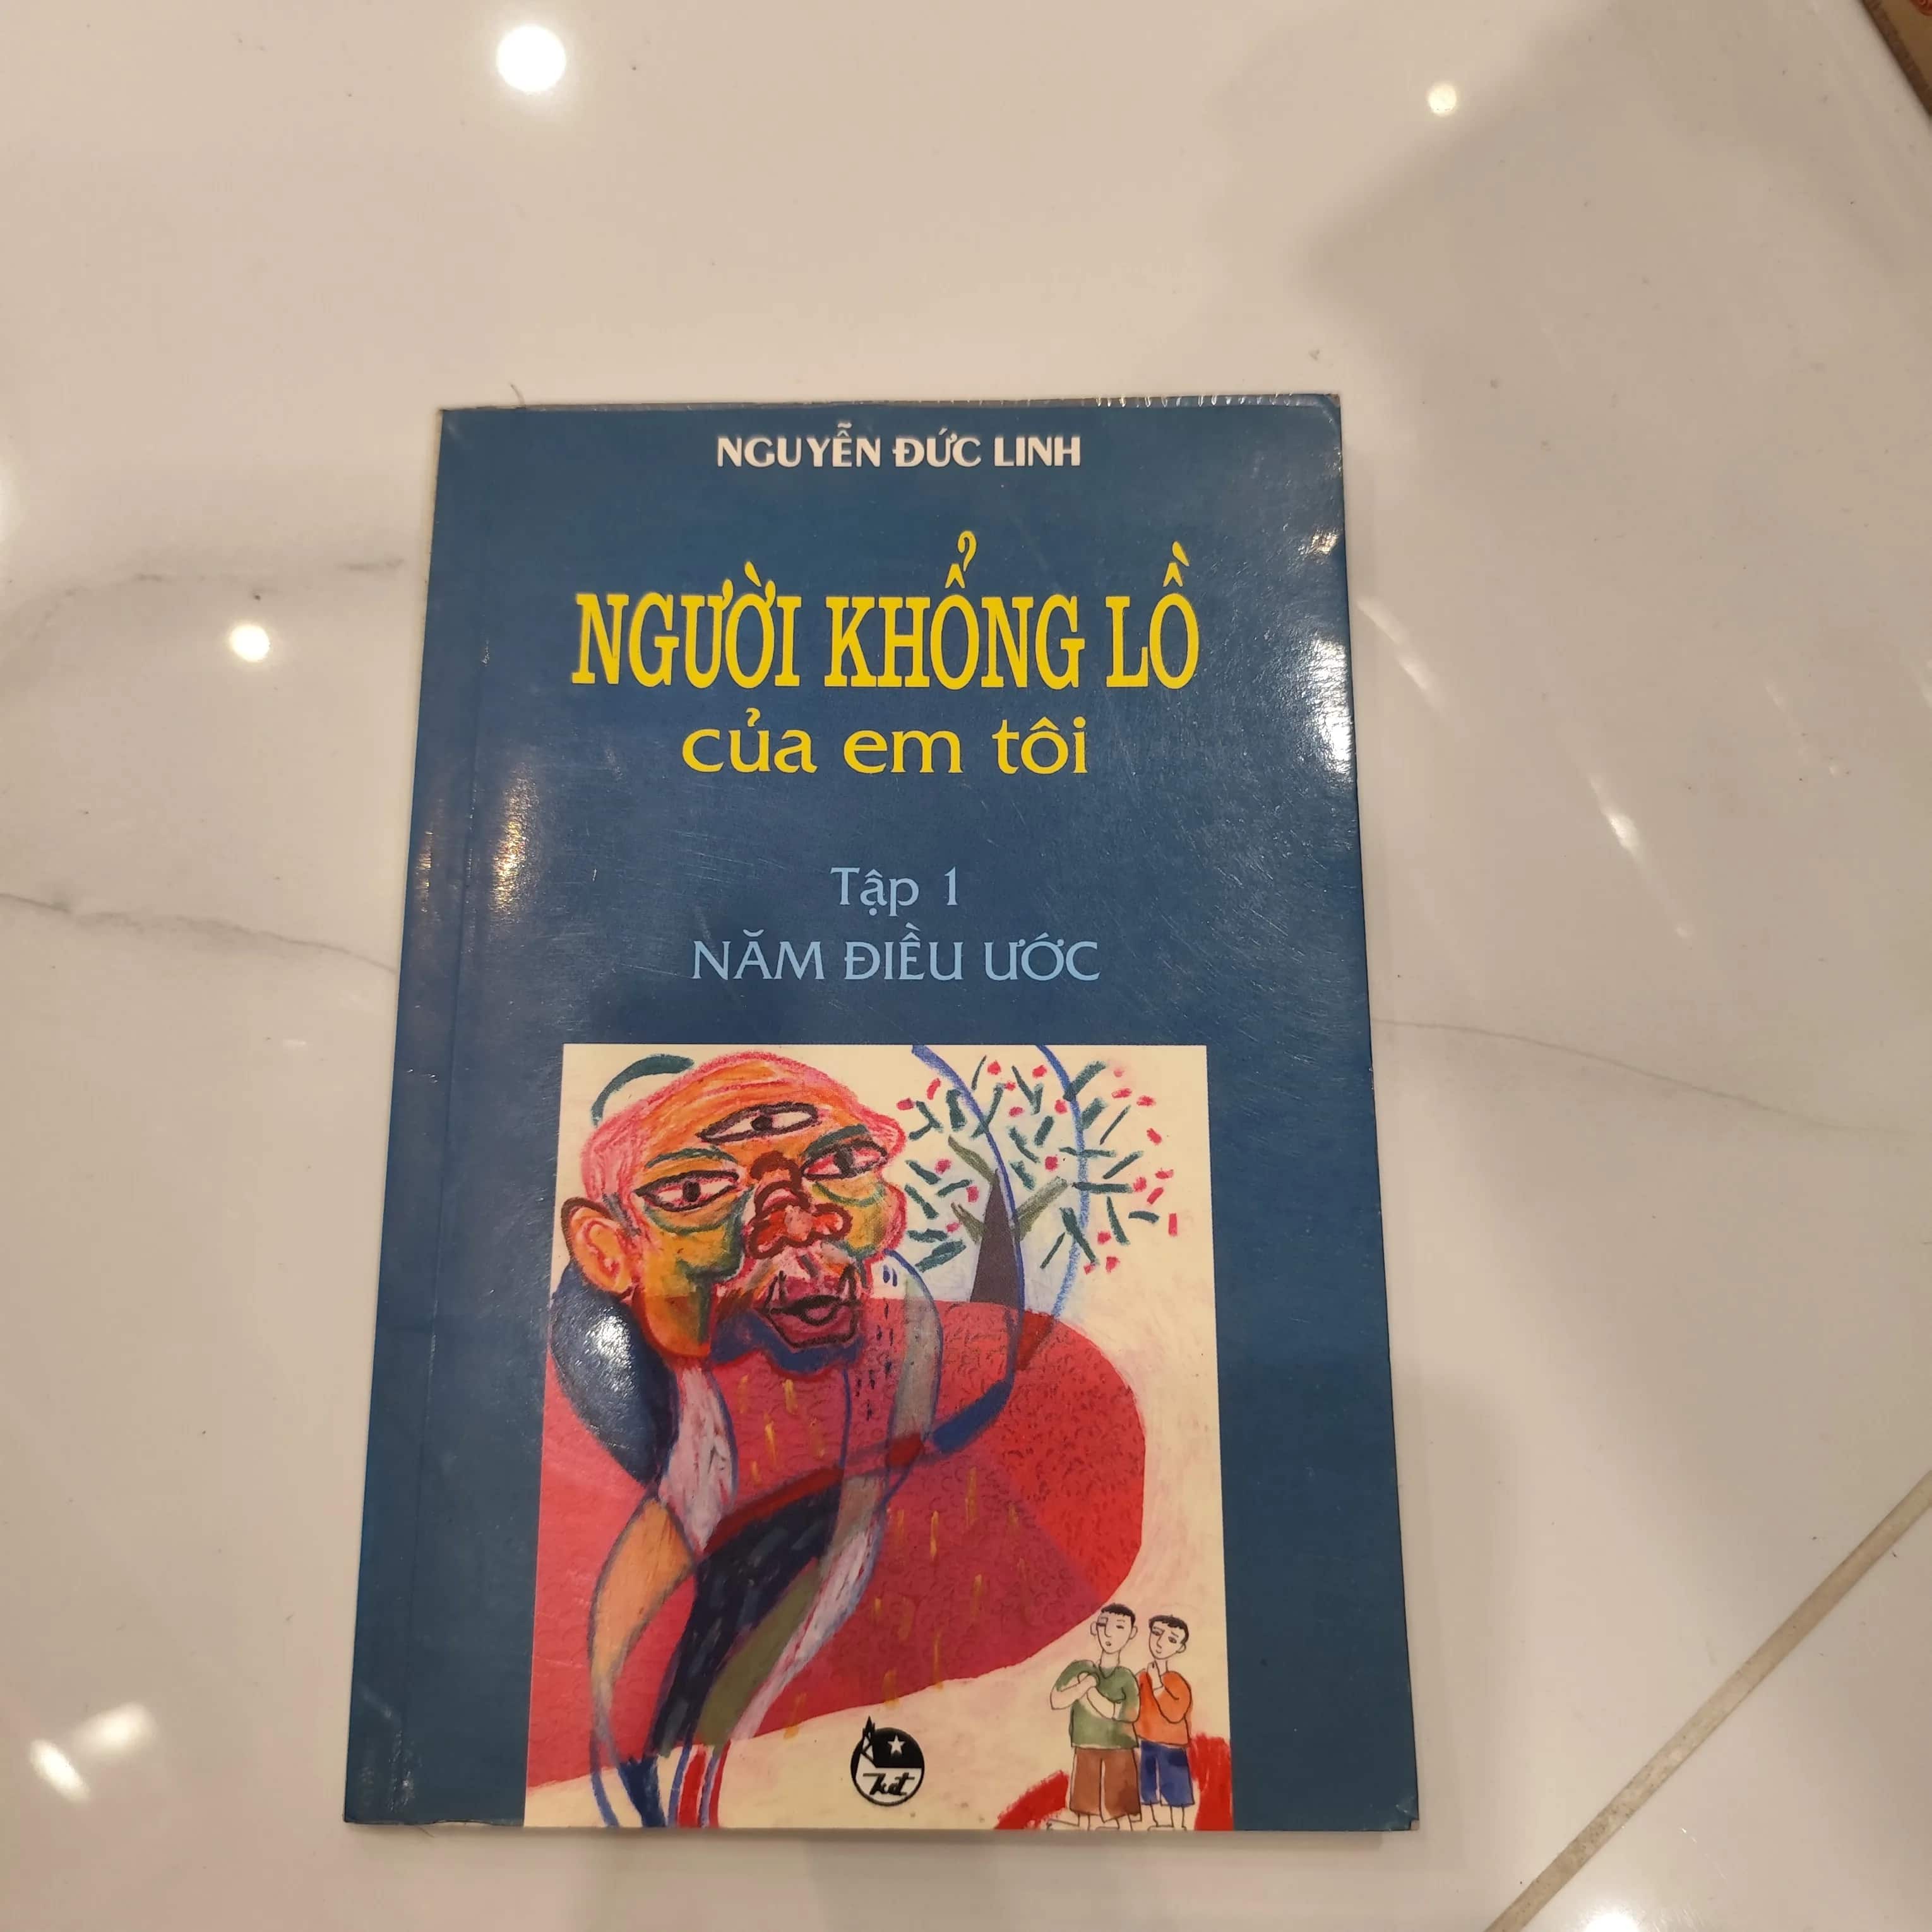 NGUYỄN ĐỨC LINH
NGƯỜI KHỔNG LỒ
của em tôi
Tập 1
NĂM ĐIỀU ƯỚC